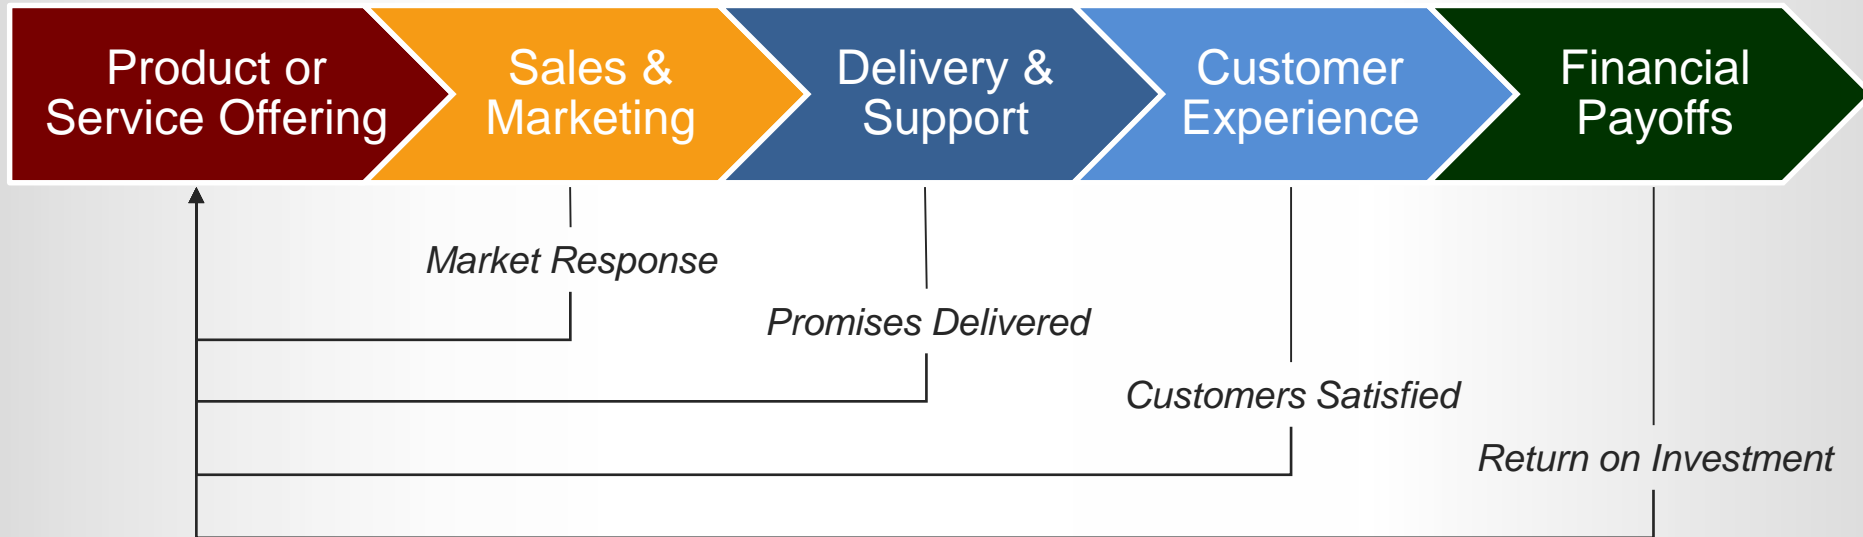 Product or
Service Offering
Sales &
Marketing
Delivery &
Support
Customer
Experience
Financial
Payoffs
Market Response
Promises Delivered
Customers Satisfied
Return on Investment